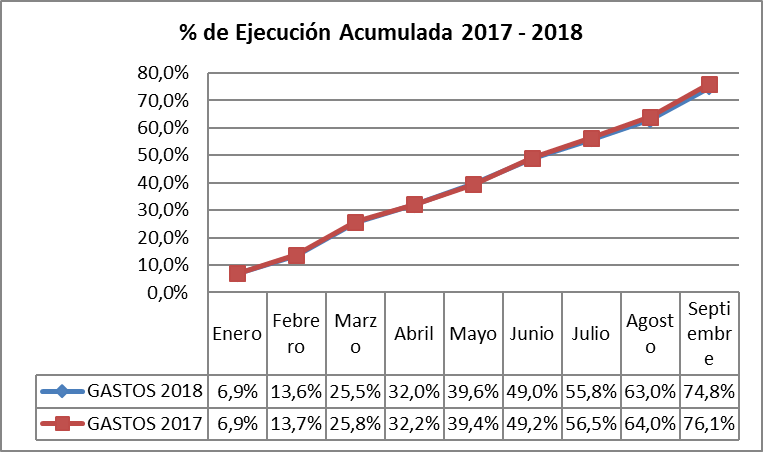 % de Ejecución Acumulada 2017 - 2018
80,0%
70,0%
60,0%
50,0%
40,0%
30,0%
20,0%
10,0%
0,0%
Enero Febre
ro Marz
o Abril Mayo Junio Julio Agost
o Septi
embr
e
GASTOS 2018 6,9% 13,6% 25,5% 32,0% 39,6% 49,0% 55,8% 63,0% 74,8%
GASTOS 2017 6,9% 13,7% 25,8% 32,2% 39,4% 49,2% 56,5% 64,0% 76,1%